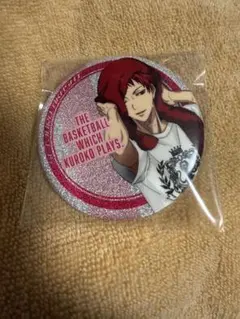 THE
BASKETBALL
WHICH
KUROKO PLAYS.